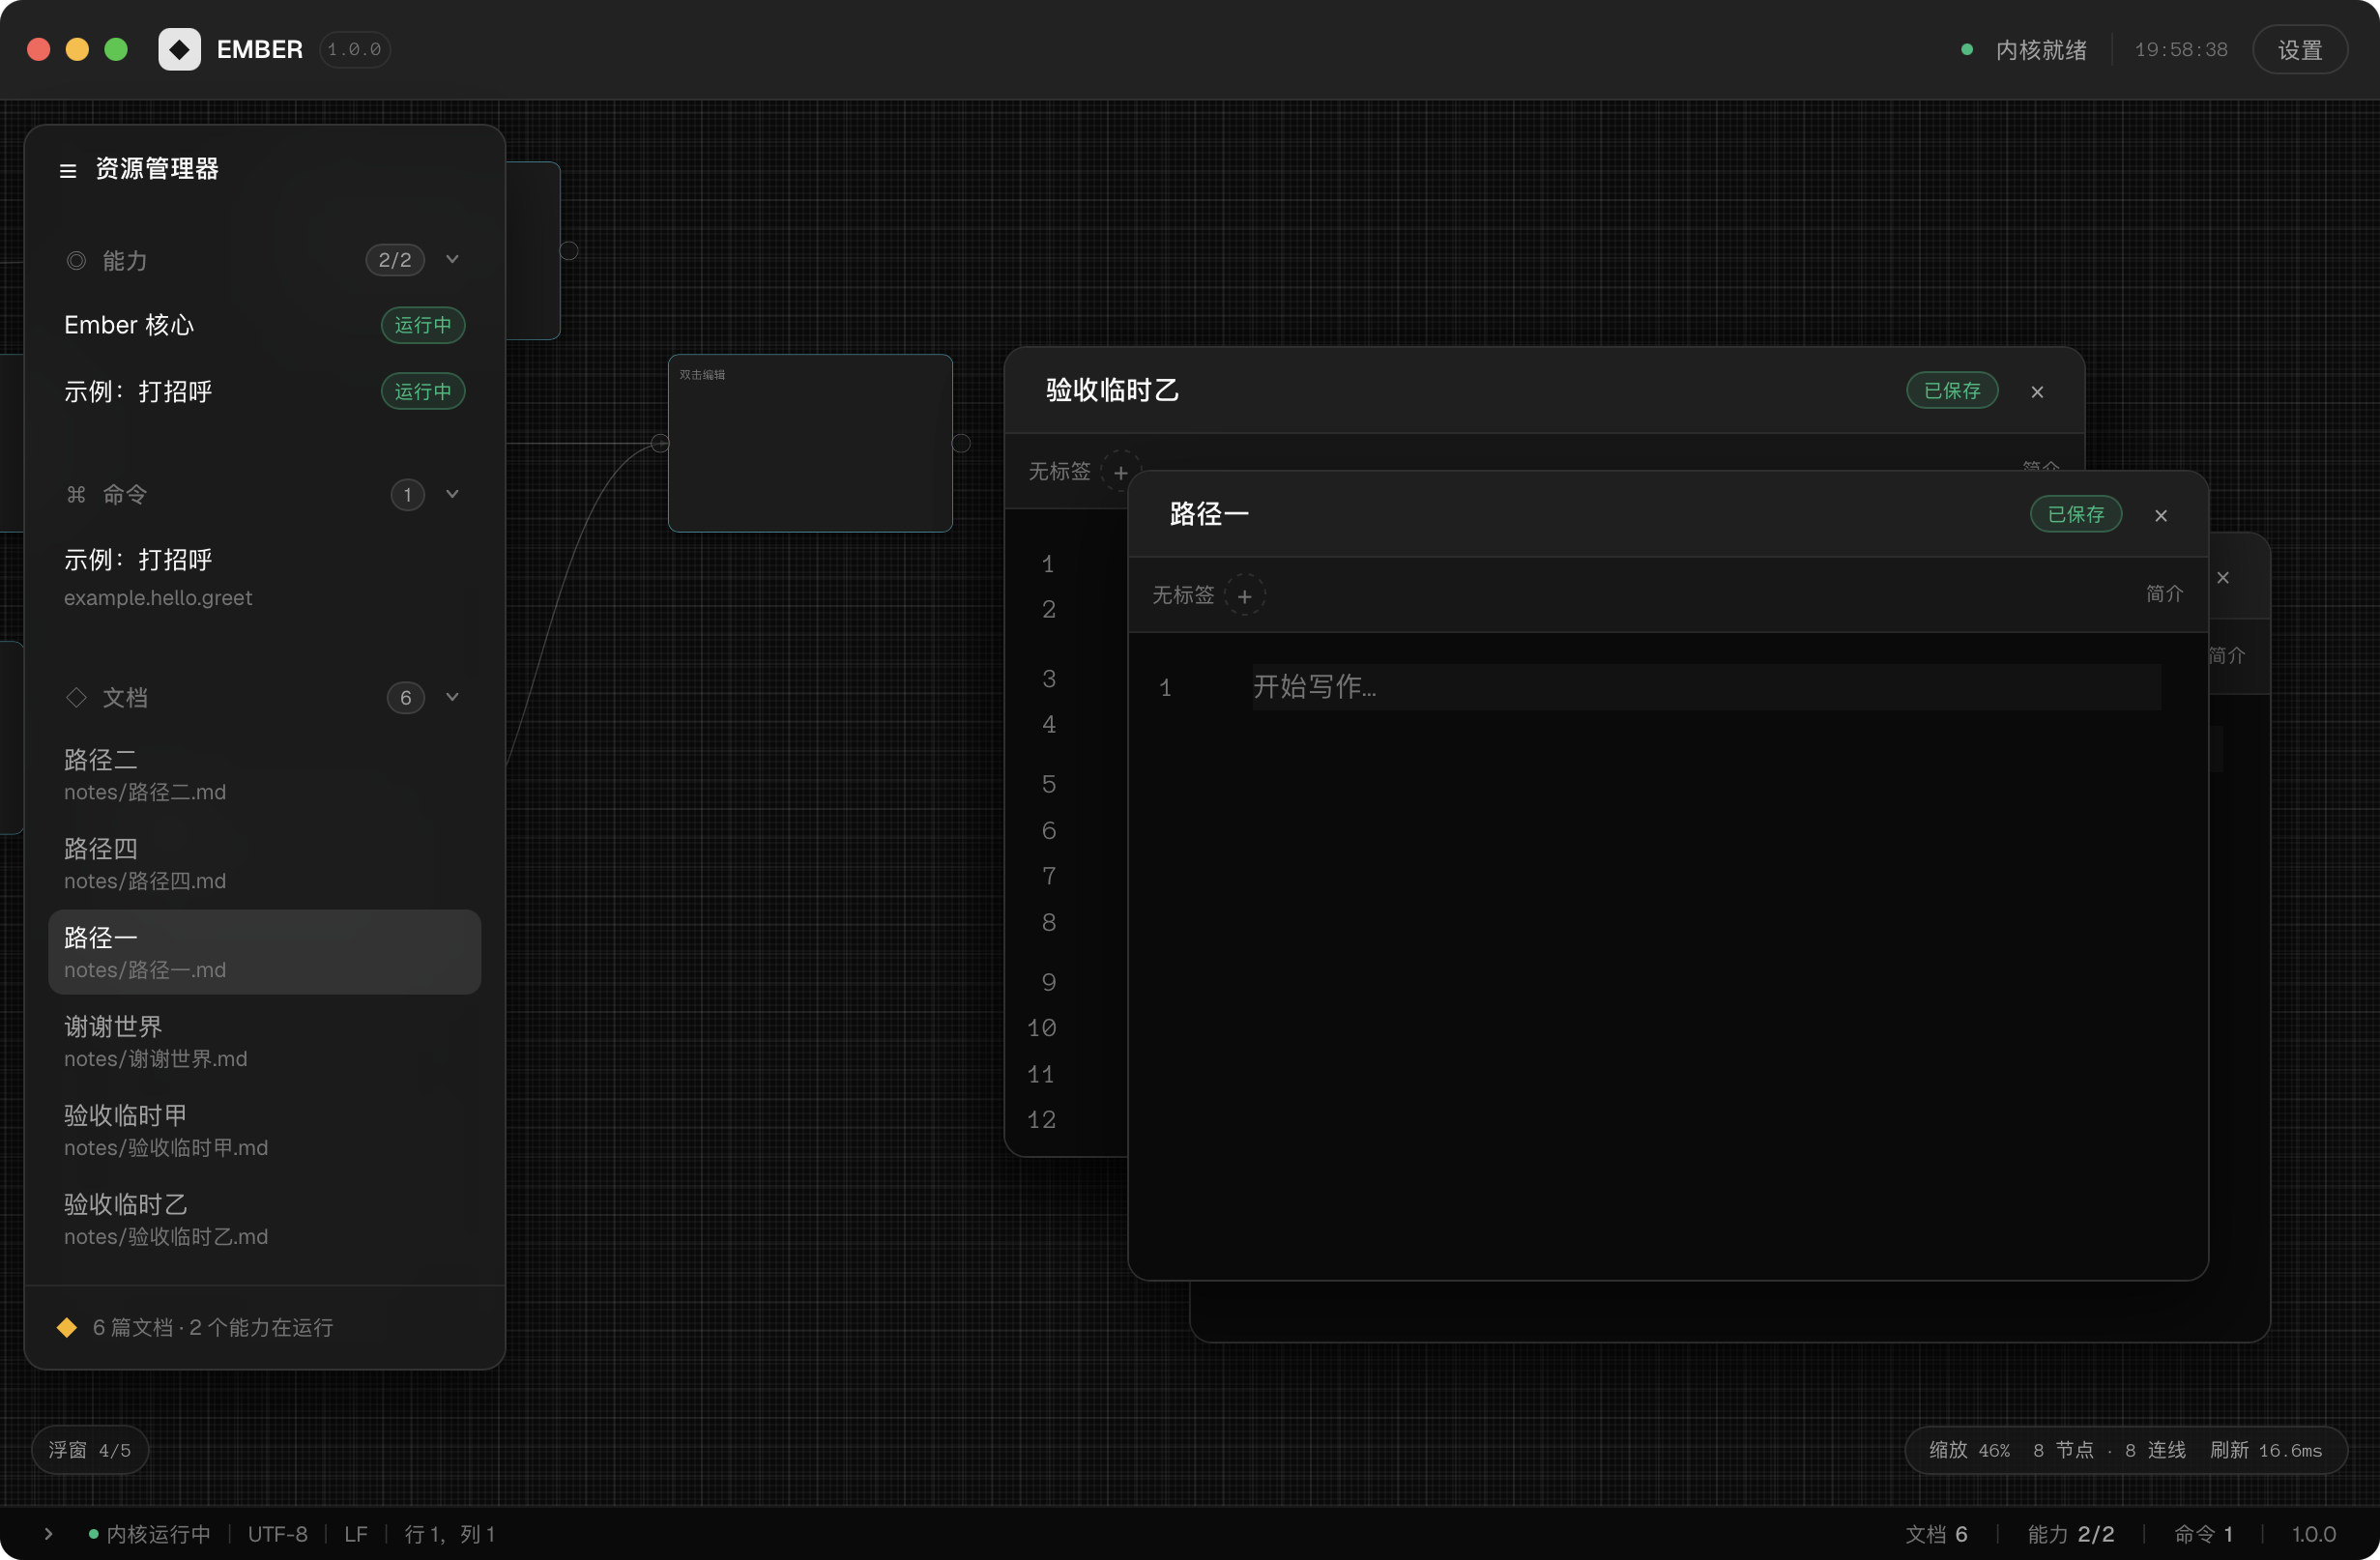 EMBER 1.0.0
内核就绪 19:58:38 设置
资源管理器
能力 2/2
Ember 核心 运行中
示例：打招呼 运行中
命令 1
示例：打招呼
example.hello.greet
文档 6
路径二
notes/路径二.md
路径四
notes/路径四.md
路径一
notes/路径一.md
谢谢世界
notes/谢谢世界.md
验收临时甲
notes/验收临时甲.md
验收临时乙
notes/验收临时乙.md
6 篇文档 · 2 个能力在运行
双击编辑
验收临时乙 已保存 ×
无标签 + 简介
1
2
3
4
5
6
7
8
9
10
11
12
路径一 已保存 ×
无标签 + 简介
1 开始写作...
×
简介
浮窗 4/5
缩放 46% 8 节点 · 8 连线 刷新 16.6ms
内核运行中 UTF-8 LF 行 1，列 1
文档 6 能力 2/2 命令 1 1.0.0